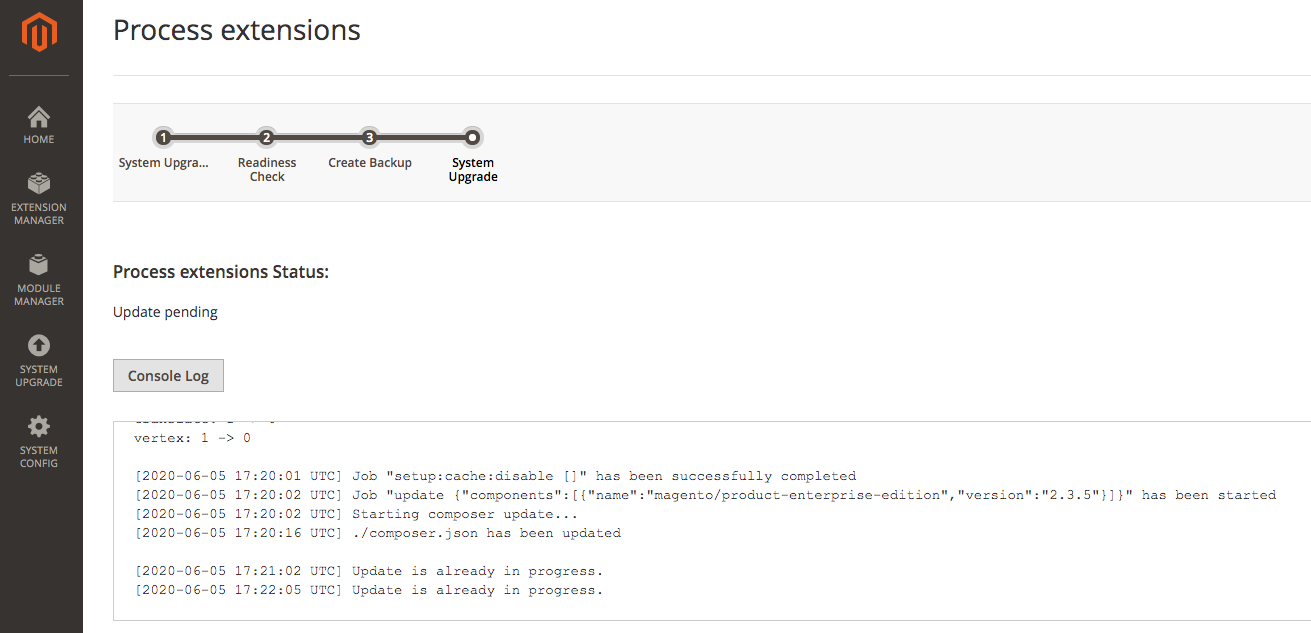 Process extensions
HOME
EXTENSION
MANAGER
MODULE
MANAGER
SYSTEM
UPGRADE
SYSTEM
CONFIG
1
2
3
System Upgra...
Readiness
Check
Create Backup
System
Upgrade
Process extensions Status:
Update pending
Console Log
vertex: 1 -> 0
[2020-06-05 17:20:01 UTC] Job "setup:cache:disable []" has been successfully completed
[2020-06-05 17:20:02 UTC] Job "update {"components":[{"name":"magento/product-enterprise-edition","version":"2.3.5"}]}" has been started
[2020-06-05 17:20:02 UTC] Starting composer update...
[2020-06-05 17:20:16 UTC] ./composer.json has been updated
[2020-06-05 17:21:02 UTC] Update is already in progress.
[2020-06-05 17:22:05 UTC] Update is already in progress.